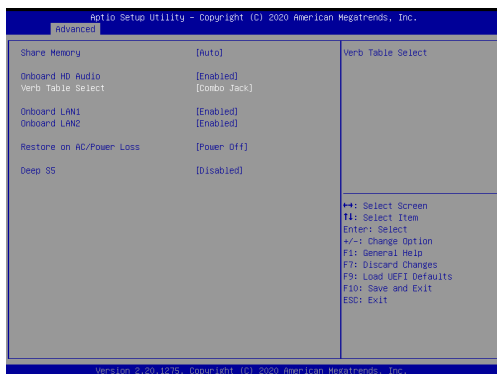 Aptio Setup Utility – Copyright (C) 2020 American Megatrends, Inc.
Advanced
Share Memory [Auto]
Onboard HD Audio [Enabled]
Verb Table Select [Combo Jack]
Onboard LAN1 [Enabled]
Onboard LAN2 [Enabled]
Restore on AC/Power Loss [Power Off]
Deep S5 [Disabled]
Verb Table Select
↔: Select Screen
↑↓: Select Item
Enter: Select
+/-: Change Option
F1: General Help
F7: Discard Changes
F9: Load UEFI Defaults
F10: Save and Exit
ESC: Exit
Version 2.20.1275. Copyright (C) 2020 American Megatrends, Inc.